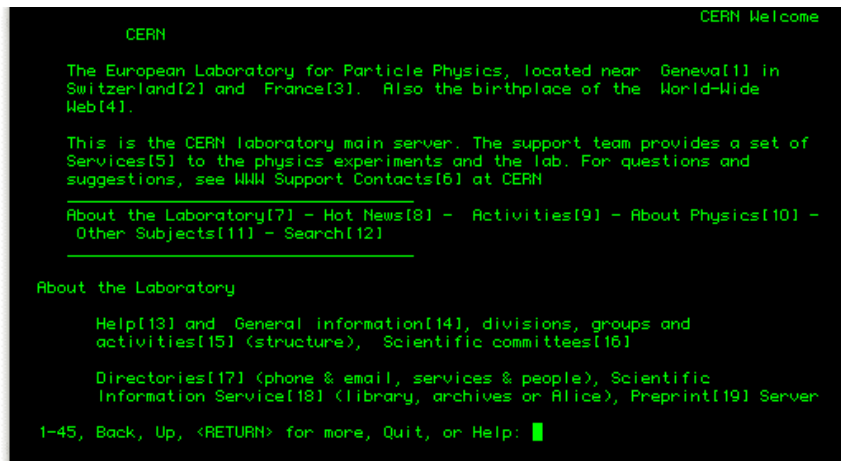 CERN Welcome
CERN
The European Laboratory for Particle Physics, located near Geneva[1] in
Switzerland[2] and France[3]. Also the birthplace of the World-Wide
Web[4].
This is the CERN laboratory main server. The support team provides a set of
Services[5] to the physics experiments and the lab. For questions and
suggestions, see WWW Support Contacts[6] at CERN
About the Laboratory[7] - Hot News[8] - Activities[9] - About Physics[10] -
Other Subjects[11] - Search[12]
About the Laboratory
Help[13] and General information[14], divisions, groups and
activities[15] (structure), Scientific committees[16]
Directories[17] (phone & email, services & people), Scientific
Information Service[18] (library, archives or Alice), Preprint[19] Server
1-45, Back, Up, <RETURN> for more, Quit, or Help: